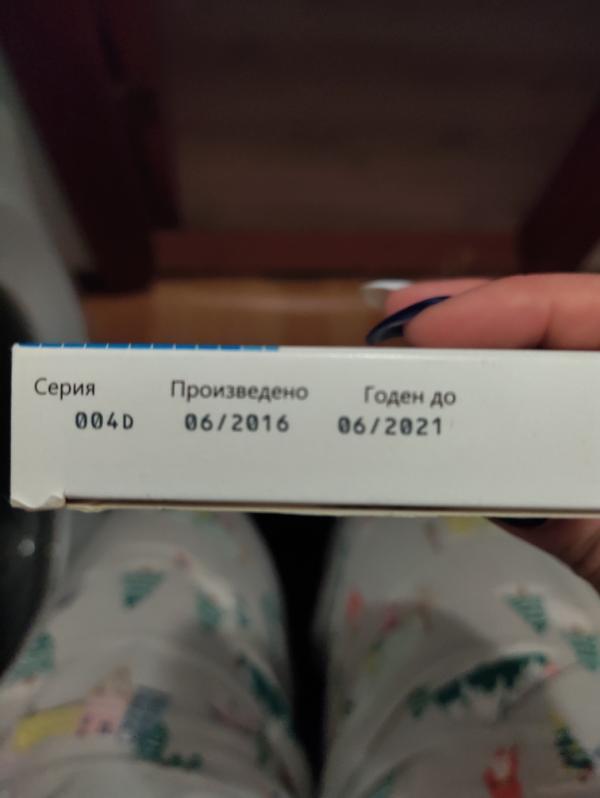 Серия Произведено Годен до
004D 06/2016 06/2021